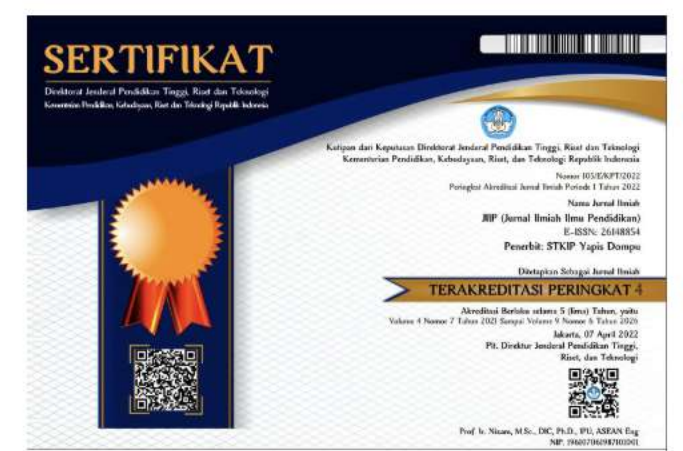 SERTIFIKAT
Direktorat Jenderal Pendidikan Tinggi, Riset dan Teknologi
Kementerian Pendidikan, Kebudayaan, Riset dan Teknologi Republik Indonesia
Kutipan dari Keputusan Direktorat Jenderal Pendidikan Tinggi, Riset dan Teknologi
Kementerian Pendidikan, Kebudayaan, Riset, dan Teknologi Republik Indonesia
Nomor 105/E/KPT/2022
Peringkat Akreditasi Jurnal Ilmiah Periode 1 Tahun 2022
Nama Jurnal Ilmiah
JIIP (Jurnal Ilmiah Ilmu Pendidikan)
E-ISSN: 26148854
Penerbit: STKIP Yapis Dompu
Ditetapkan Sebagai Jurnal Ilmiah
TERAKREDITASI PERINGKAT 4
Akreditasi Berlaku selama 5 (lima) Tahun, yaitu
Volume 4 Nomor 7 Tahun 2021 Sampai Volume 9 Nomor 6 Tahun 2026
Jakarta, 07 April 2022
Plt. Direktur Jenderal Pendidikan Tinggi,
Riset, dan Teknologi
Prof. Ir. Nizam, M.Sc., DIC, Ph.D., IPU, ASEAN Eng
NIP. 196107061987101001